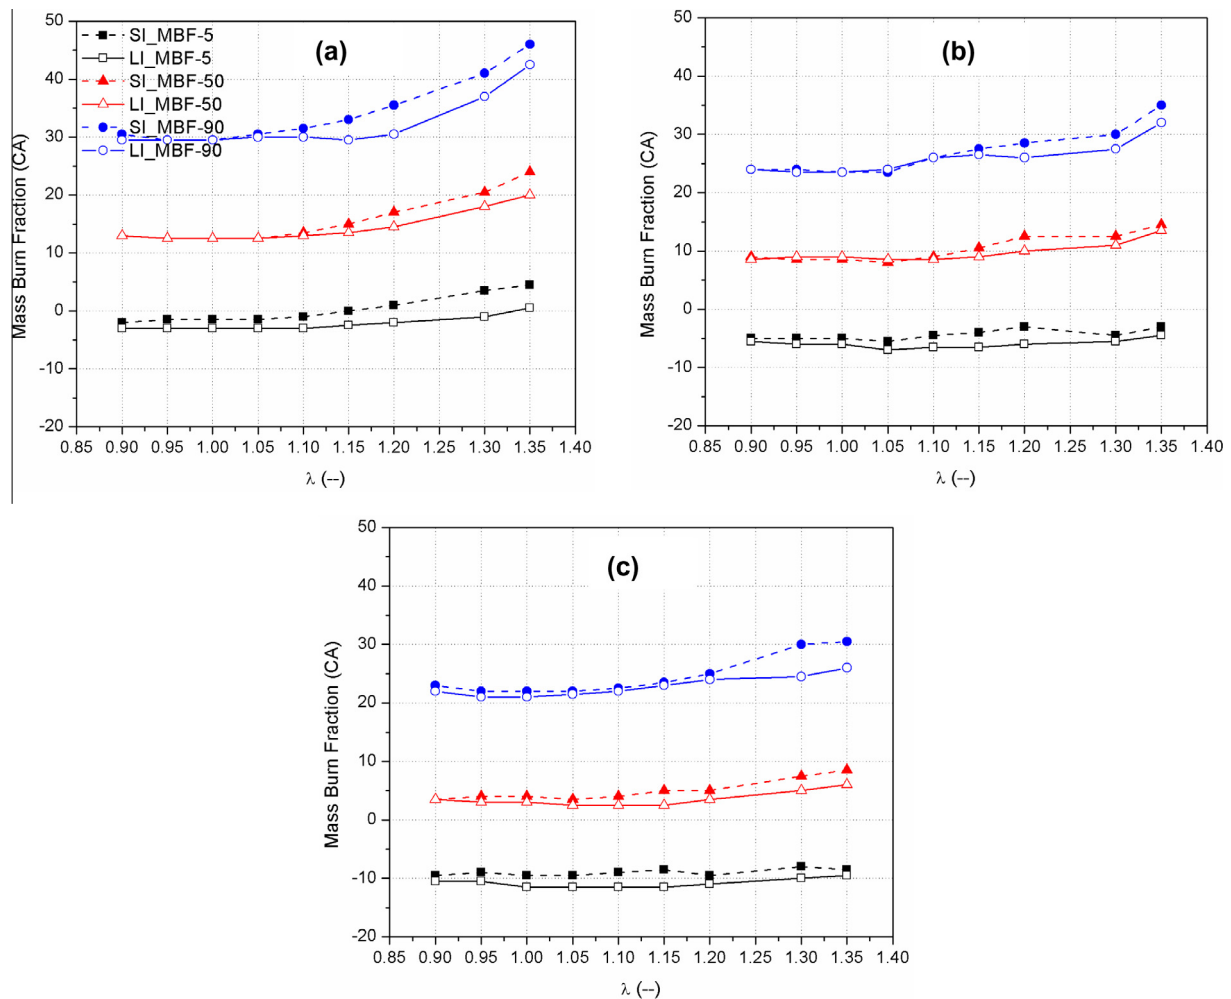 (a)
SI_MBF-5
LI_MBF-5
SI_MBF-50
LI_MBF-50
SI_MBF-90
LI_MBF-90
Mass Burn Fraction (CA)
50
40
30
20
10
0
-10
-20
0.85 0.90 0.95 1.00 1.05 1.10 1.15 1.20 1.25 1.30 1.35 1.40
λ (--)
(b)
Mass Burn Fraction (CA)
50
40
30
20
10
0
-10
-20
0.85 0.90 0.95 1.00 1.05 1.10 1.15 1.20 1.25 1.30 1.35 1.40
λ (--)
(c)
Mass Burn Fraction (CA)
50
40
30
20
10
0
-10
-20
0.85 0.90 0.95 1.00 1.05 1.10 1.15 1.20 1.25 1.30 1.35 1.40
λ (--)